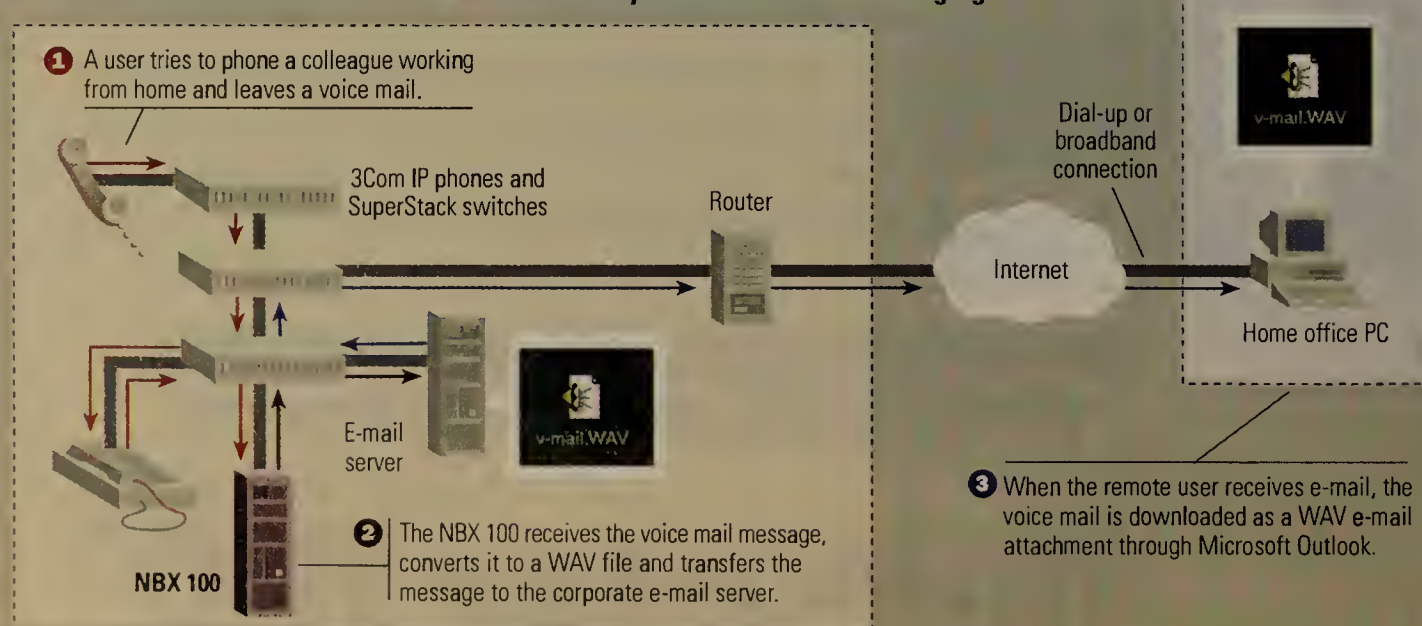 1 A user tries to phone a colleague working
from home and leaves a voice mail.
3Com IP phones and
SuperStack switches
Router
Internet
Dial-up or
broadband
connection
v-mail.WAV
Home office PC
E-mail
server
v-mail.WAV
NBX 100
2 The NBX 100 receives the voice mail message,
converts it to a WAV file and transfers the
message to the corporate e-mail server.
3 When the remote user receives e-mail, the
voice mail is downloaded as a WAV e-mail
attachment through Microsoft Outlook.